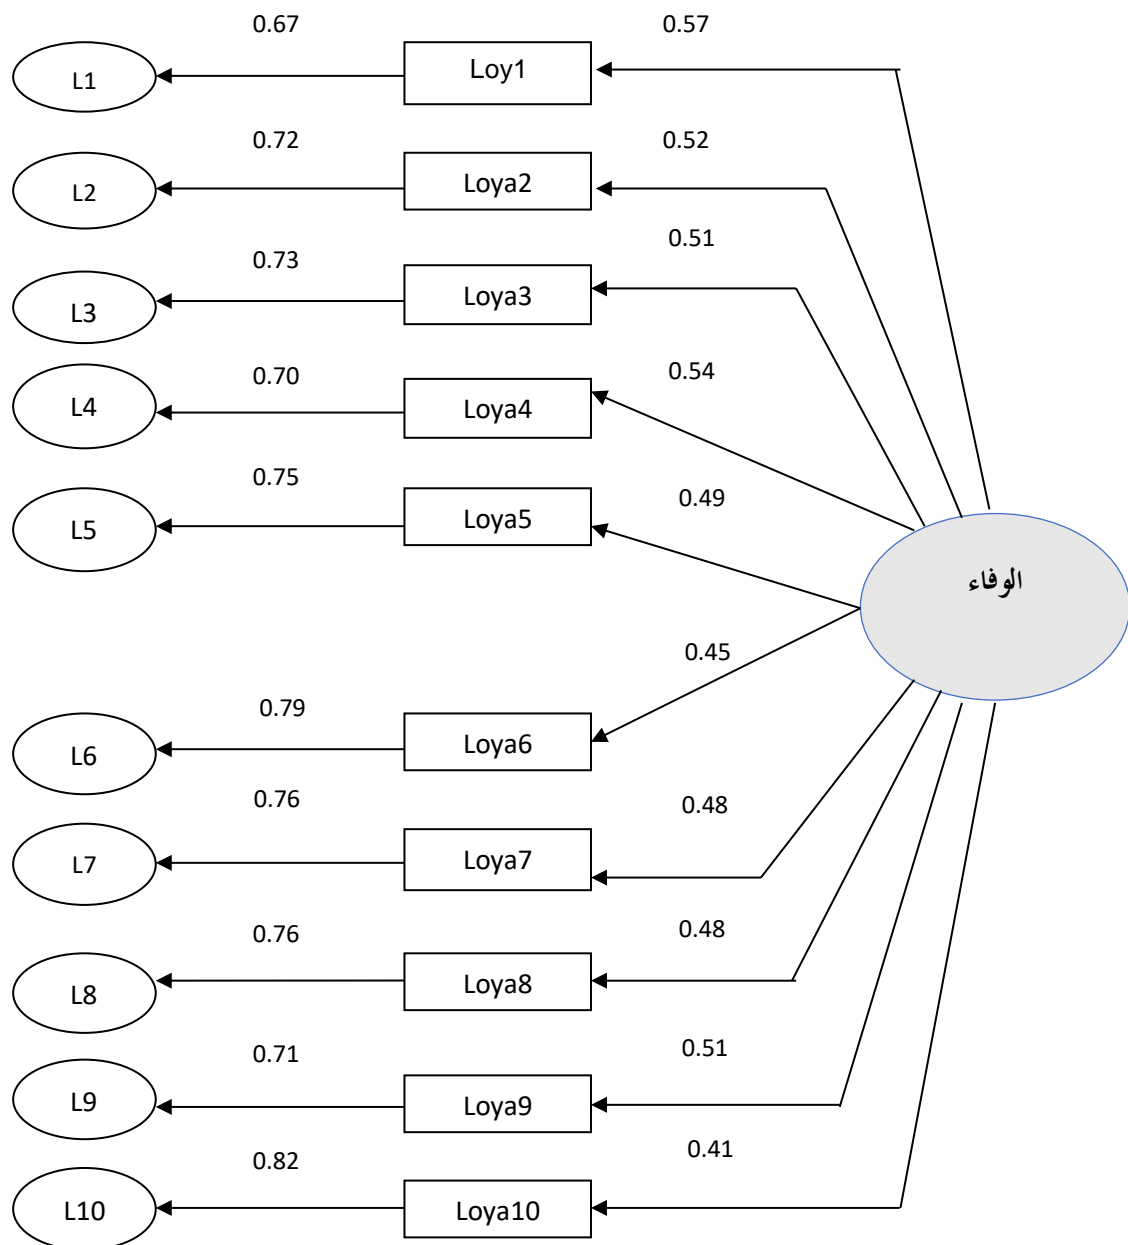 0.67 0.57
L1 Loy1
0.72 0.52
L2 Loya2
0.73 0.51
L3 Loya3
0.70 0.54
L4 Loya4
0.75 0.49
L5 Loya5
الوفاء
0.79 0.45
L6 Loya6
0.76 0.48
L7 Loya7
0.76 0.48
L8 Loya8
0.71 0.51
L9 Loya9
0.82 0.41
L10 Loya10